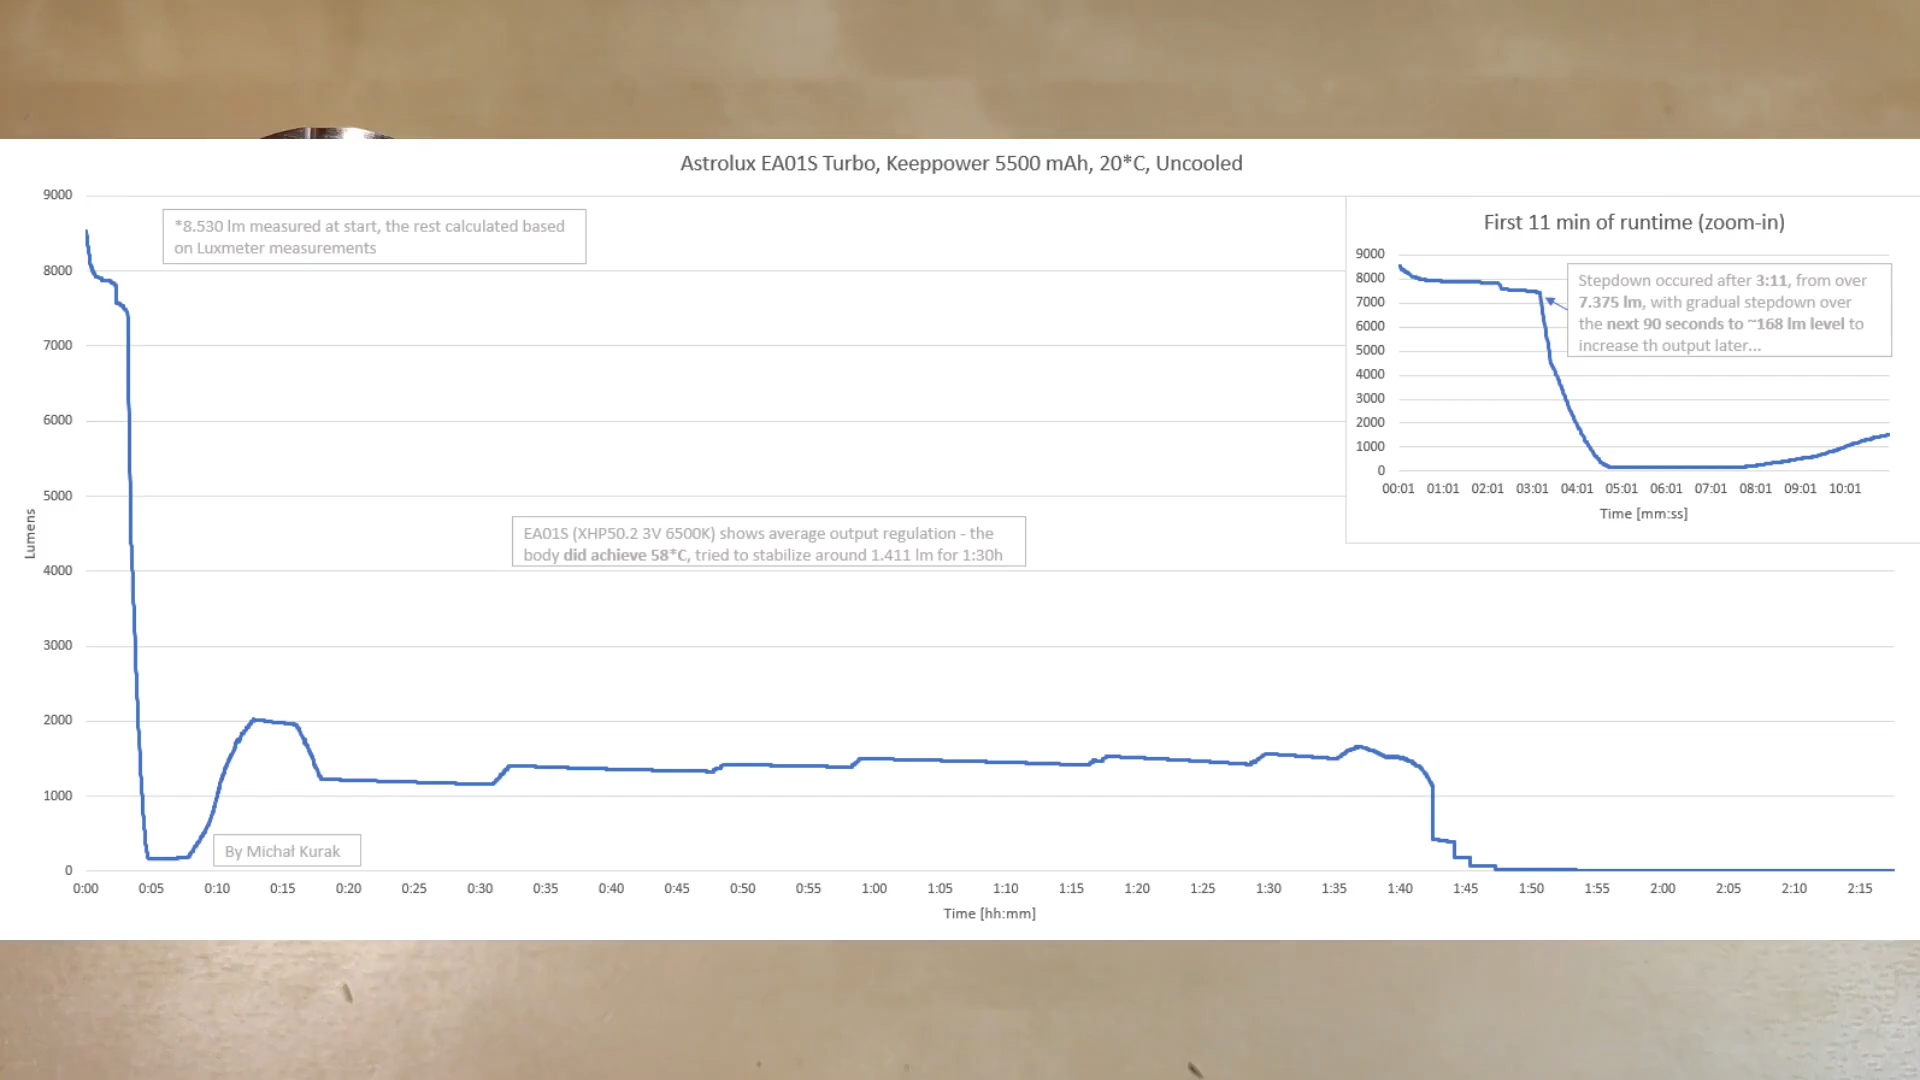 Astrolux EA01S Turbo, Keeppower 5500 mAh, 20*C, Uncooled
9000
8000
7000
6000
5000
4000
3000
2000
1000
0
Lumens
*8.530 lm measured at start, the rest calculated based
on Luxmeter measurements
EA01S (XHP50.2 3V 6500K) shows average output regulation - the
body did achieve 58*C, tried to stabilize around 1.411 lm for 1:30h
By Michał Kurak
0:00 0:05 0:10 0:15 0:20 0:25 0:30 0:35 0:40 0:45 0:50 0:55 1:00 1:05 1:10 1:15 1:20 1:25 1:30 1:35 1:40 1:45 1:50 1:55 2:00 2:05 2:10 2:15
Time [hh:mm]
First 11 min of runtime (zoom-in)
9000
8000
7000
6000
5000
4000
3000
2000
1000
0
Stepdown occured after 3:11, from over
7.375 lm, with gradual stepdown over
the next 90 seconds to ~168 lm level to
increase th output later...
00:01 01:01 02:01 03:01 04:01 05:01 06:01 07:01 08:01 09:01 10:01
Time [mm:ss]